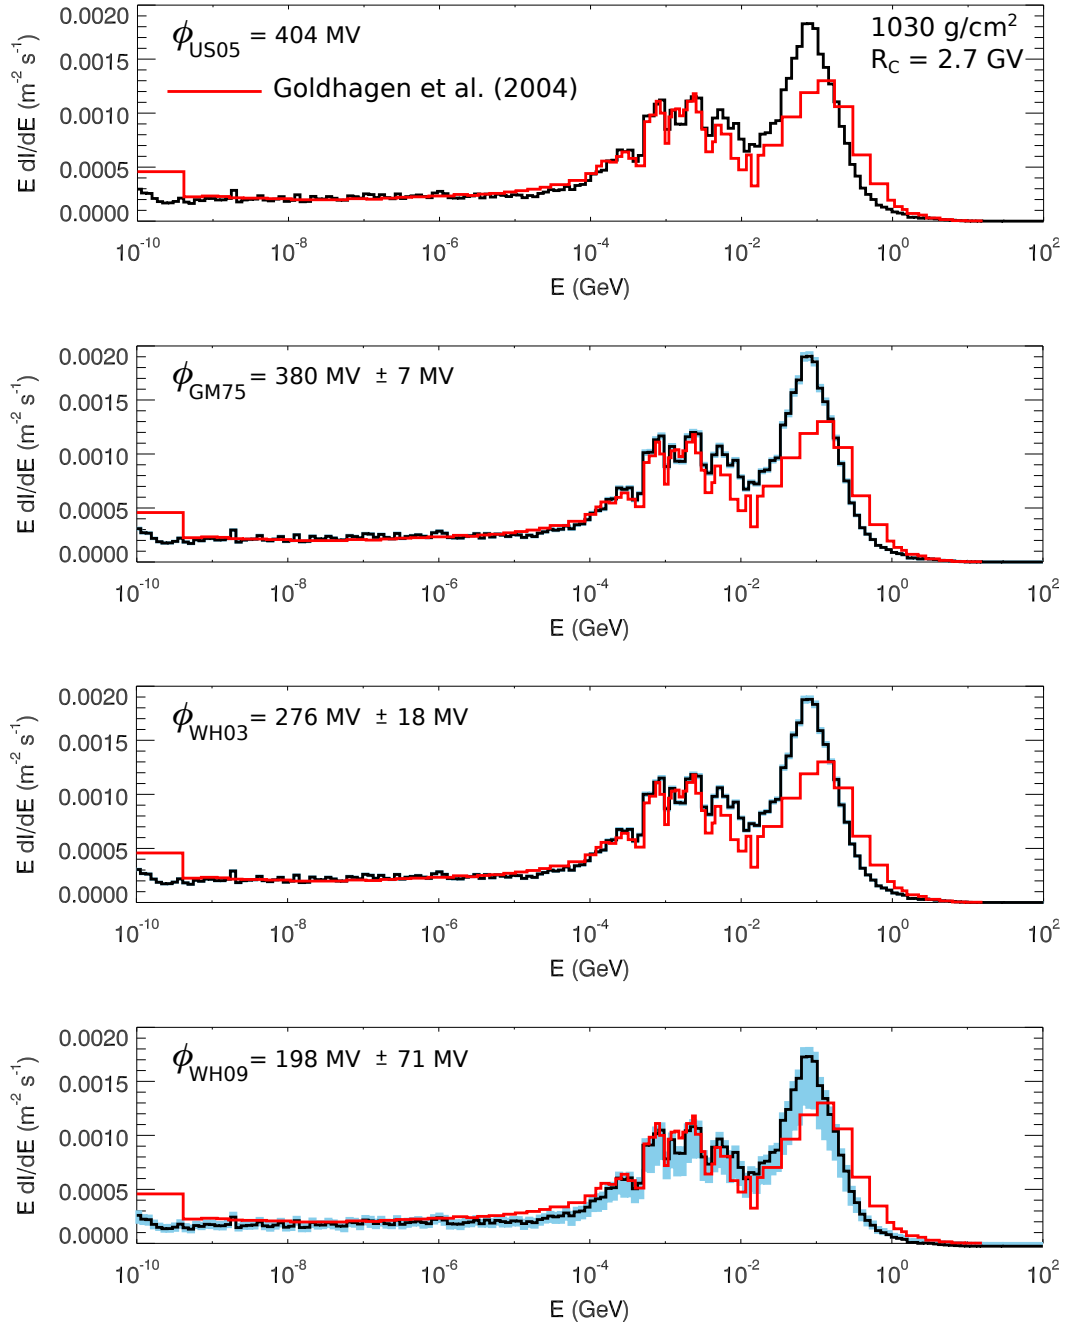 0.0020
0.0015
0.0010
0.0005
0.0000
E dI/dE (m⁻² s⁻¹)
ϕUS05 = 404 MV
Goldhagen et al. (2004)
1030 g/cm²
RC = 2.7 GV
10⁻¹⁰ 10⁻⁸ 10⁻⁶ 10⁻⁴ 10⁻² 10⁰ 10²
E (GeV)
0.0020
0.0015
0.0010
0.0005
0.0000
E dI/dE (m⁻² s⁻¹)
ϕGM75 = 380 MV ± 7 MV
10⁻¹⁰ 10⁻⁸ 10⁻⁶ 10⁻⁴ 10⁻² 10⁰ 10²
E (GeV)
0.0020
0.0015
0.0010
0.0005
0.0000
E dI/dE (m⁻² s⁻¹)
ϕWH03 = 276 MV ± 18 MV
10⁻¹⁰ 10⁻⁸ 10⁻⁶ 10⁻⁴ 10⁻² 10⁰ 10²
E (GeV)
0.0020
0.0015
0.0010
0.0005
0.0000
E dI/dE (m⁻² s⁻¹)
ϕWH09 = 198 MV ± 71 MV
10⁻¹⁰ 10⁻⁸ 10⁻⁶ 10⁻⁴ 10⁻² 10⁰ 10²
E (GeV)